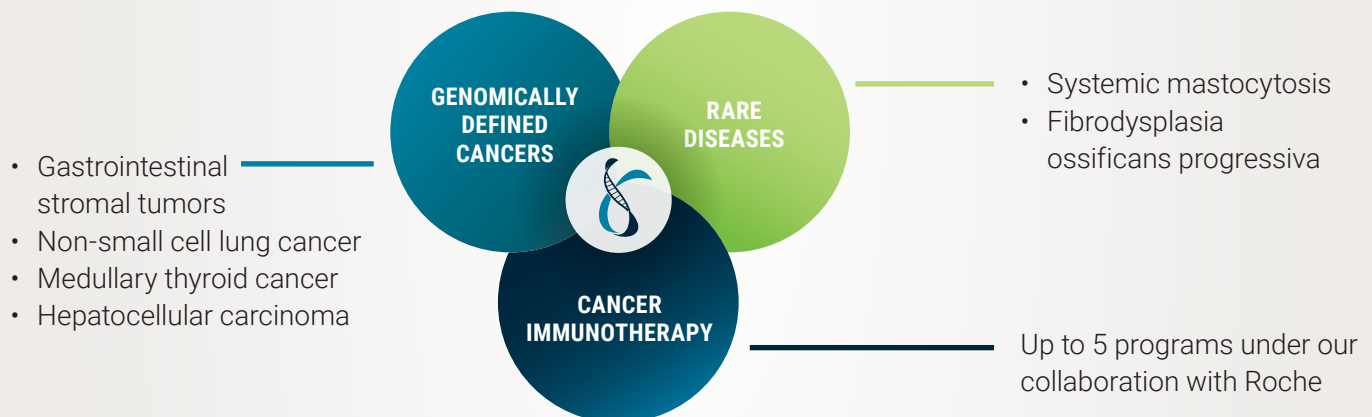 GENOMICALLY
DEFINED
CANCERS
• Gastrointestinal
stromal tumors
• Non-small cell lung cancer
• Medullary thyroid cancer
• Hepatocellular carcinoma
RARE
DISEASES
• Systemic mastocytosis
• Fibrodysplasia
ossificans progressiva
CANCER
IMMUNOTHERAPY
Up to 5 programs under our
collaboration with Roche